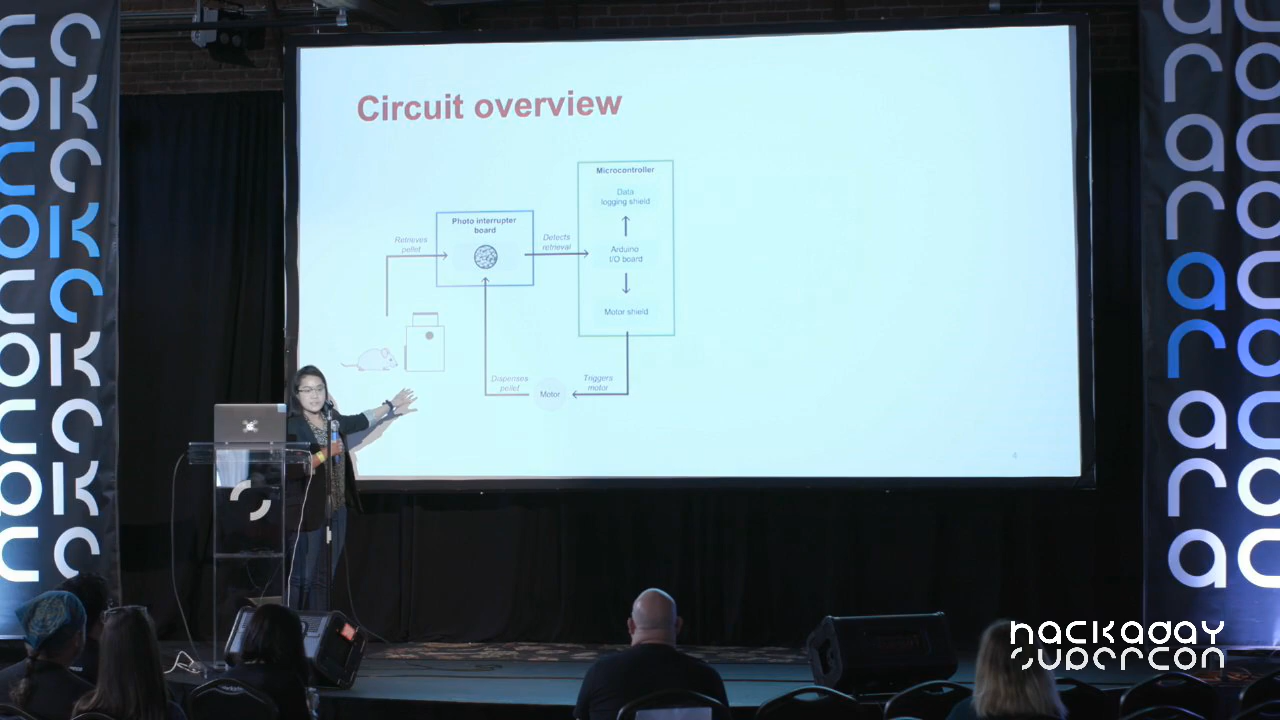 Circuit overview
Microcontroller
Data
logging shield
Photo interrupter
board
Retrieves
pellet
Detects
retrieval
Arduino
I/O board
Motor shield
Dispenses
pellet
Motor
Triggers
motor
4
hackaday
supercon